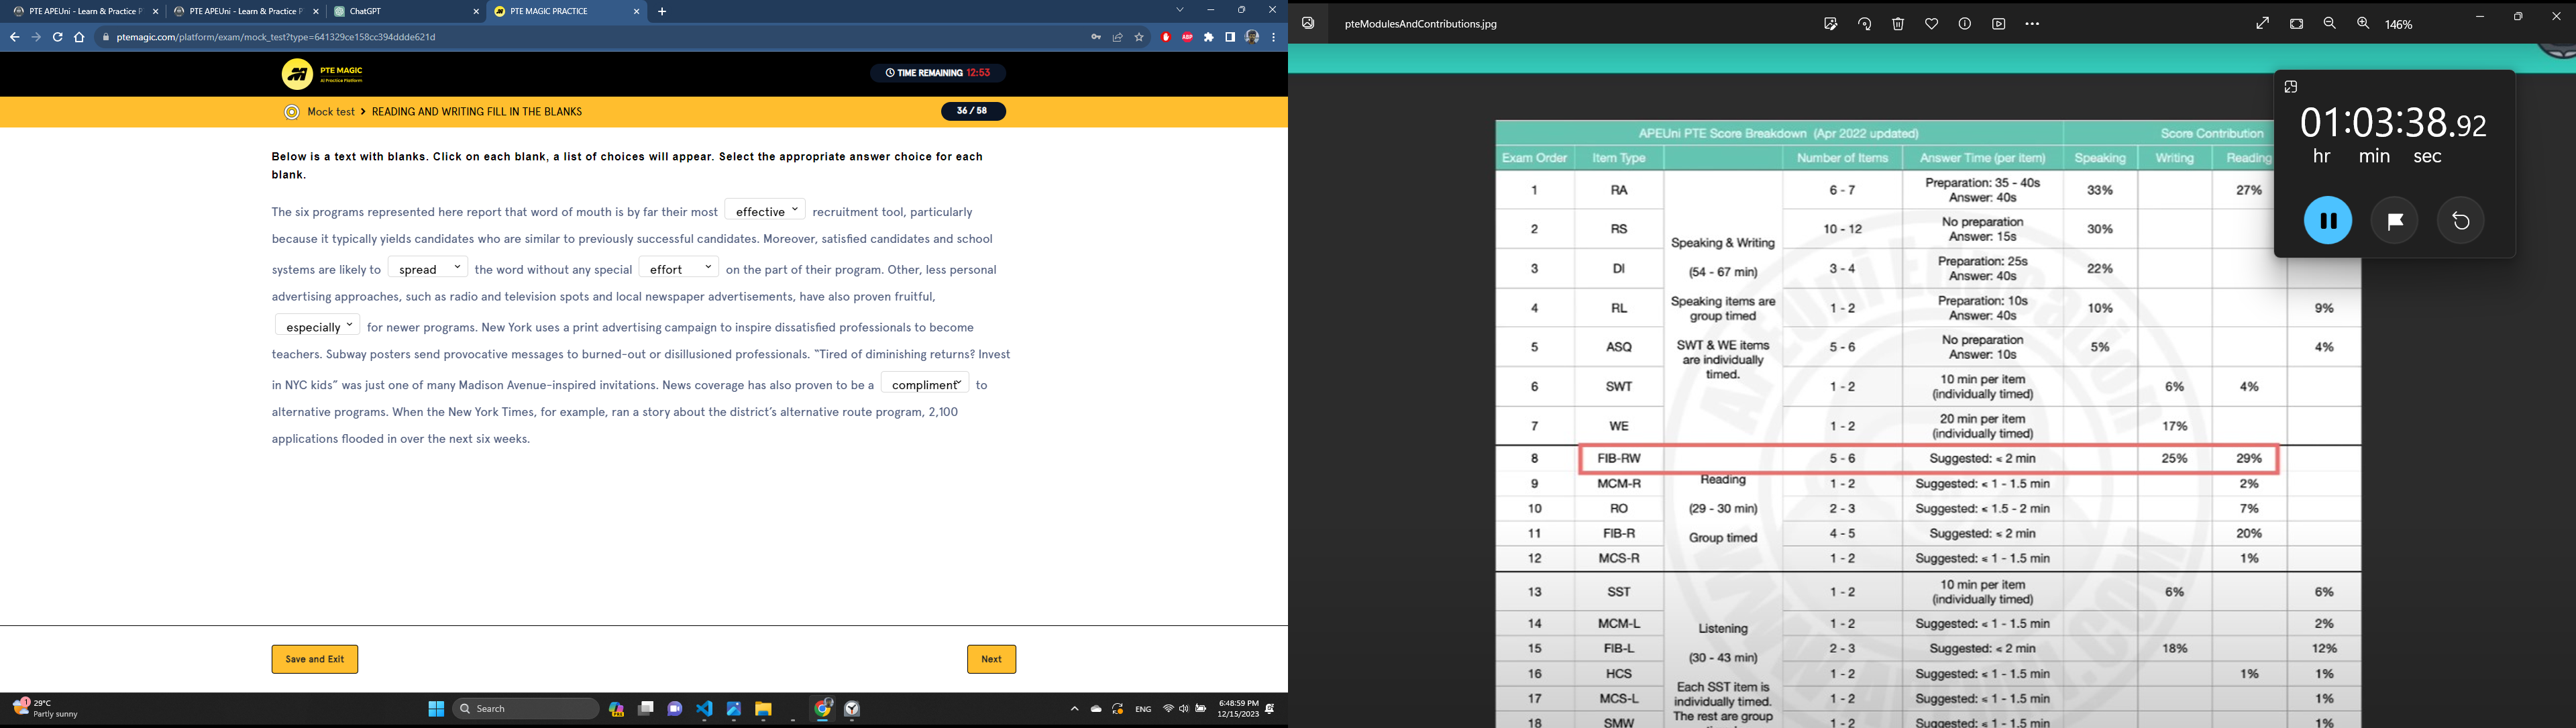 PTE APEUni - Learn & Practice P
PTE APEUni - Learn & Practice P
ChatGPT
PTE MAGIC PRACTICE
ptemagic.com/platform/exam/mock_test?type=641329ce158cc394ddde621d
PTE MAGIC
AI Practice Platform
TIME REMAINING 12:53
Mock test > READING AND WRITING FILL IN THE BLANKS
36 / 58
Below is a text with blanks. Click on each blank, a list of choices will appear. Select the appropriate answer choice for each
blank.
The six programs represented here report that word of mouth is by far their most effective recruitment tool, particularly
because it typically yields candidates who are similar to previously successful candidates. Moreover, satisfied candidates and school
systems are likely to spread the word without any special effort on the part of their program. Other, less personal
advertising approaches, such as radio and television spots and local newspaper advertisements, have also proven fruitful,
especially for newer programs. New York uses a print advertising campaign to inspire dissatisfied professionals to become
teachers. Subway posters send provocative messages to burned-out or disillusioned professionals. “Tired of diminishing returns? Invest
in NYC kids” was just one of many Madison Avenue-inspired invitations. News coverage has also proven to be a compliment to
alternative programs. When the New York Times, for example, ran a story about the district’s alternative route program, 2,100
applications flooded in over the next six weeks.
Save and Exit
Next
29°C
Partly sunny
Search
ENG
6:48:59 PM
12/15/2023
pteModulesAndContributions.jpg
146%
01:03:38.92
hr min sec
APEUni PTE Score Breakdown (Apr 2022 updated) Score Contribution
Exam Order Item Type Number of Items Answer Time (per item) Speaking Writing Reading
1 RA 6 - 7 Preparation: 35 - 40s Answer: 40s 33% 27%
2 RS 10 - 12 No preparation Answer: 15s 30%
Speaking & Writing
(54 - 67 min)
3 DI 3 - 4 Preparation: 25s Answer: 40s 22%
Speaking items are
group timed
4 RL 1 - 2 Preparation: 10s Answer: 40s 10% 9%
SWT & WE items
are individually
timed.
5 ASQ 5 - 6 No preparation Answer: 10s 5% 4%
6 SWT 1 - 2 10 min per item (individually timed) 6% 4%
7 WE 1 - 2 20 min per item (individually timed) 17%
8 FIB-RW 5 - 6 Suggested: < 2 min 25% 29%
Reading
9 MCM-R 1 - 2 Suggested: < 1 - 1.5 min 2%
10 RO (29 - 30 min) 2 - 3 Suggested: < 1.5 - 2 min 7%
11 FIB-R Group timed 4 - 5 Suggested: < 2 min 20%
12 MCS-R 1 - 2 Suggested: < 1 - 1.5 min 1%
13 SST 1 - 2 10 min per item (individually timed) 6% 6%
14 MCM-L Listening 1 - 2 Suggested: < 1 - 1.5 min 2%
15 FIB-L (30 - 43 min) 2 - 3 Suggested: < 2 min 18% 12%
16 HCS 1 - 2 Suggested: < 1 - 1.5 min 1% 1%
Each SST item is
individually timed.
The rest are group
17 MCS-L 1 - 2 Suggested: < 1 - 1.5 min 1%
18 SMW 1 - 2 Suggested: < 1 - 1.5 min 1%